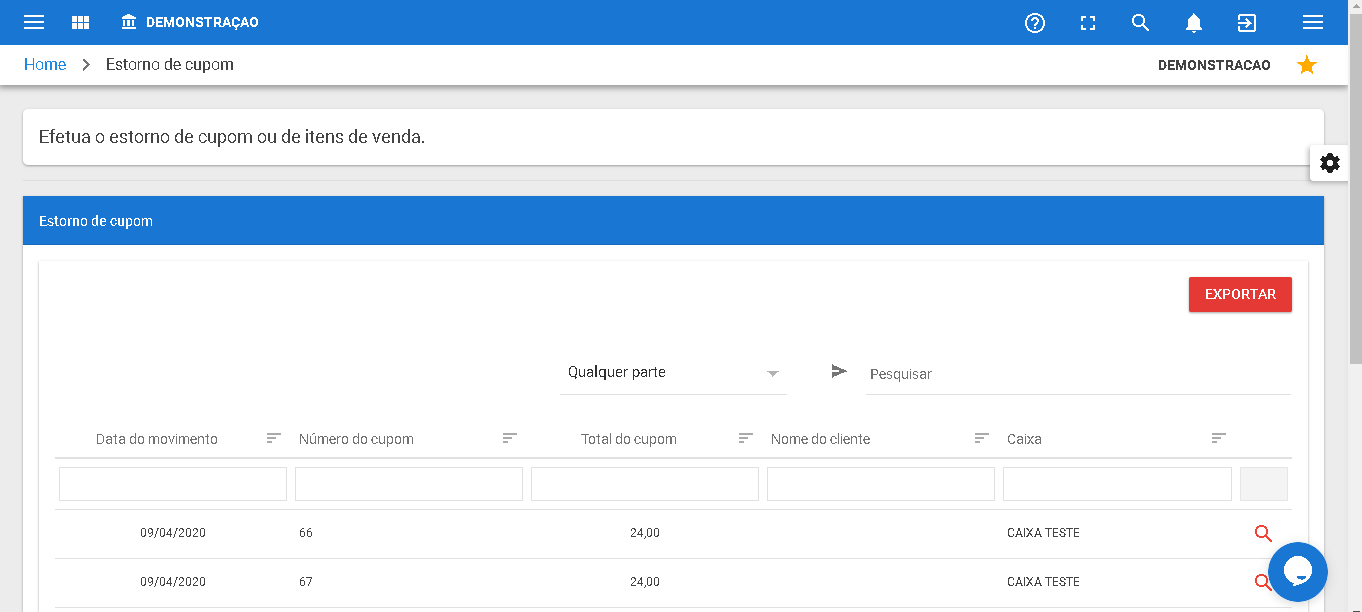 DEMONSTRAÇAO
Home > Estorno de cupom
DEMONSTRACAO
Efetua o estorno de cupom ou de itens de venda.
Estorno de cupom
EXPORTAR
Qualquer parte
Pesquisar
Data do movimento Número do cupom Total do cupom Nome do cliente Caixa
09/04/2020 66 24,00 CAIXA TESTE
09/04/2020 67 24,00 CAIXA TESTE